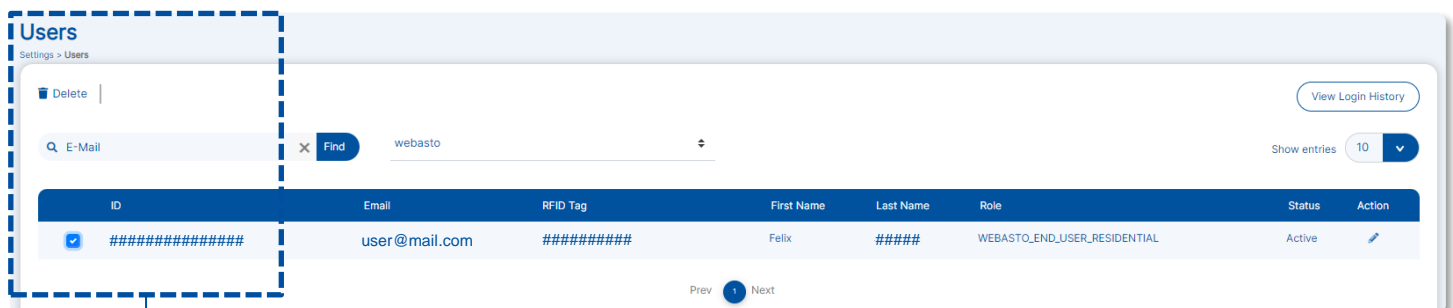 Users
Settings > Users
Delete
View Login History
E-Mail Find webasto
Show entries 10
ID Email RFID Tag First Name Last Name Role Status Action
############### user@mail.com ########## Felix ##### WEBASTO_END_USER_RESIDENTIAL Active
Prev 1 Next